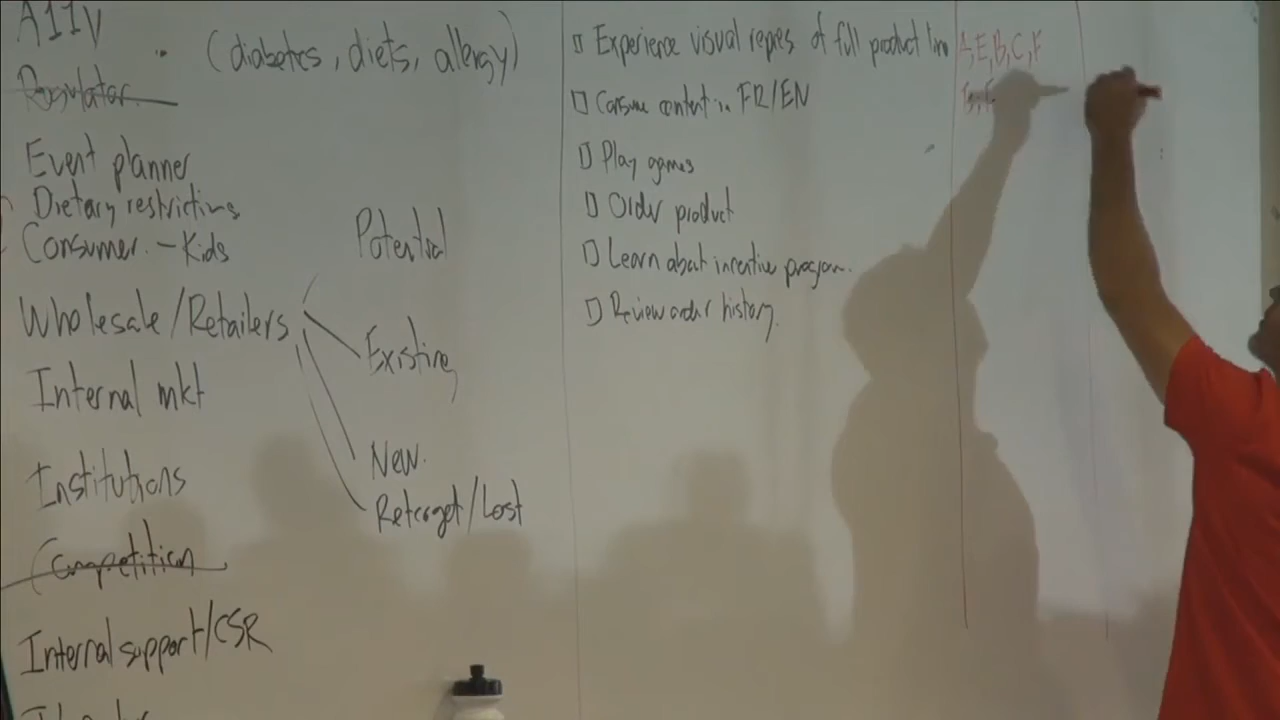 A11y
(diabetes, diets, allergy)
Regulator
Event planner
Dietary restrictions
Consumer - Kids
Wholesale/Retailers
Potential
Existing
New
Retarget/Lost
Internal mkt
Institutions
Competition
Internal support/CSR
Experience visual repres of full product line
A,E,B,C,F
Consume content in FR/EN
Play games
Order product
Learn about incentive program.
Review order history.